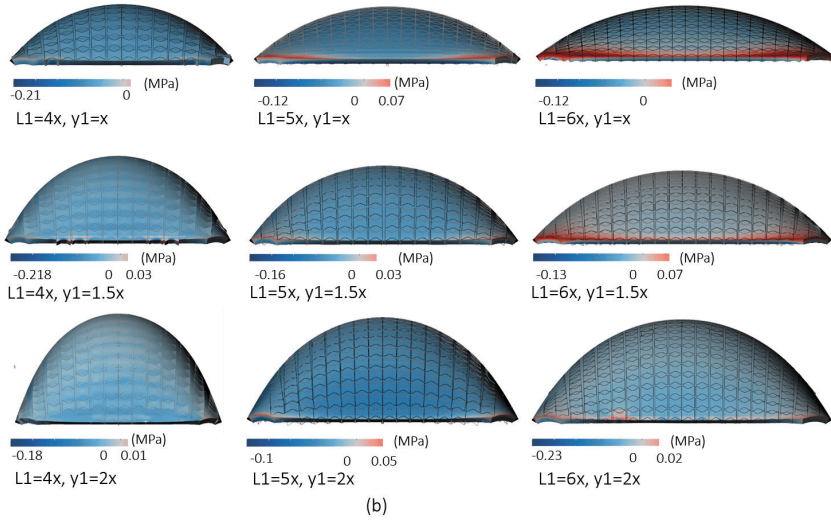 -0.21 0 (MPa)
L1=4x, y1=x
-0.12 0 0.07 (MPa)
L1=5x, y1=x
-0.12 0 (MPa)
L1=6x, y1=x
-0.218 0 0.03 (MPa)
L1=4x, y1=1.5x
-0.16 0 0.03 (MPa)
L1=5x, y1=1.5x
-0.13 0 0.07 (MPa)
L1=6x, y1=1.5x
-0.18 0 0.01 (MPa)
L1=4x, y1=2x
-0.1 0 0.05 (MPa)
L1=5x, y1=2x
-0.23 0 0.02 (MPa)
L1=6x, y1=2x
(b)